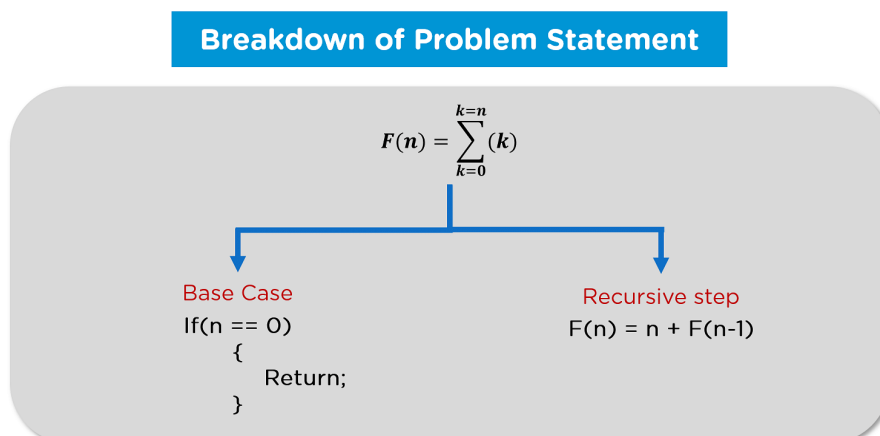 Breakdown of Problem Statement
k=n
F(n) = ∑(k)
k=0
Base Case
If(n == 0)
{
Return;
}
Recursive step
F(n) = n + F(n-1)